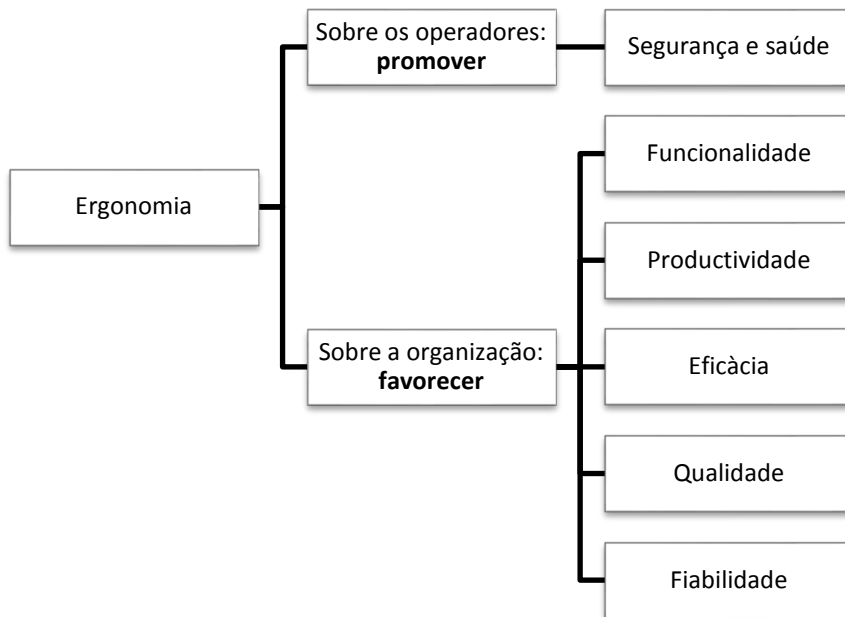 Sobre os operadores:
promover
Segurança e saúde
Funcionalidade
Ergonomia
Productividade
Sobre a organização:
favorecer
Eficàcia
Qualidade
Fiabilidade